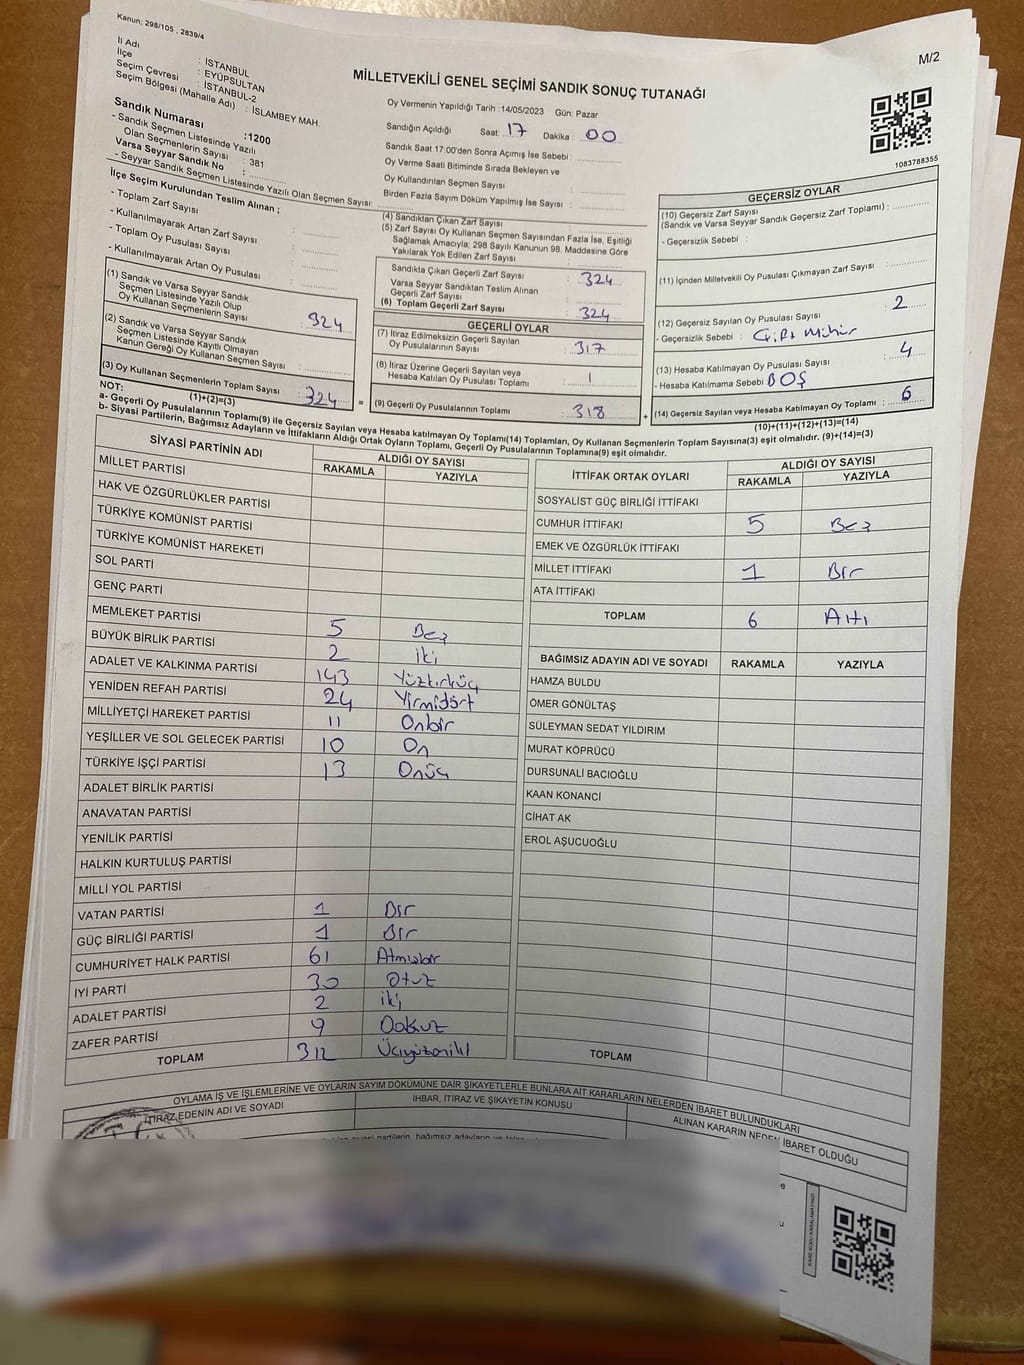 Kanun; 298/105 , 2839/4
M/2
İl Adı : İSTANBUL
İlçe : EYÜPSULTAN
Seçim Çevresi : İSTANBUL-2
Seçim Bölgesi (Mahalle Adı) : İSLAMBEY MAH.
MİLLETVEKİLİ GENEL SEÇİMİ SANDIK SONUÇ TUTANAĞI
Sandık Numarası :1200
- Sandık Seçmen Listesinde Yazılı
Olan Seçmenlerin Sayısı : 381
Varsa Seyyar Sandık No :
- Seyyar Sandık Seçmen Listesinde Yazılı Olan Seçmen Sayısı:
Oy Vermenin Yapıldığı Tarih :14/05/2023 Gün: Pazar
Sandığın Açıldığı Saat: 17 Dakika : 00
Sandık Saat 17:00'den Sonra Açımış İse Sebebi :
Oy Verme Saati Bitiminde Sırada Bekleyen ve
Oy Kullandırılan Seçmen Sayısı :
Birden Fazla Sayım Döküm Yapılmış İse Sayısı :
1083788355
İlçe Seçim Kurulundan Teslim Alınan ;
- Toplam Zarf Sayısı :
- Kullanılmayarak Artan Zarf Sayısı :
- Toplam Oy Pusulası Sayısı :
- Kullanılmayarak Artan Oy Pusulası :
(1) Sandık ve Varsa Seyyar Sandık
Seçmen Listesinde Yazılı Olup
Oy Kullanan Seçmenlerin Sayısı : 324
(2) Sandık ve Varsa Seyyar Sandık
Seçmen Listesinde Kayıtlı Olmayan
Kanun Gereği Oy Kullanan Seçmen Sayısı :
(3) Oy Kullanan Seçmenlerin Toplam Sayısı : 324
(1)+(2)=(3)
(4) Sandıktan Çıkan Zarf Sayısı :
(5) Zarf Sayısı Oy Kullanan Seçmen Sayısından Fazla İse, Eşitliği
Sağlamak Amacıyla; 298 Sayılı Kanunun 98. Maddesine Göre
Yakılarak Yok Edilen Zarf Sayısı :
Sandıkta Çıkan Geçerli Zarf Sayısı : 324
Varsa Seyyar Sandıktan Teslim Alınan
Geçerli Zarf Sayısı :
(6) Toplam Geçerli Zarf Sayısı : 324
GEÇERLİ OYLAR
(7) İtiraz Edilmeksizin Geçerli Sayılan
Oy Pusulalarının Sayısı : 317
(8) İtiraz Üzerine Geçerli Sayılan veya
Hesaba Katılan Oy Pusulası Toplamı : 1
= (9) Geçerli Oy Pusulalarının Toplamı : 318 +
GEÇERSİZ OYLAR
(10) Geçersiz Zarf Sayısı
(Sandık ve Varsa Seyyar Sandık Geçersiz Zarf Toplamı) :
- Geçersizlik Sebebi :
(11) İçinden Milletvekili Oy Pusulası Çıkmayan Zarf Sayısı :
(12) Geçersiz Sayılan Oy Pusulası Sayısı : 2
- Geçersizlik Sebebi : Çift Mühür
(13) Hesaba Katılmayan Oy Pusulası Sayısı : 4
- Hesaba Katılmama Sebebi : BOŞ
(14) Geçersiz Sayılan veya Hesaba Katılmayan Oy Toplamı : 6
(10)+(11)+(12)+(13)=(14)
NOT:
a- Geçerli Oy Pusulalarının Toplamı(9) ile Geçersiz Sayılan veya Hesaba katılmayan Oy Toplamı(14) Toplamları, Oy Kullanan Seçmenlerin Toplam Sayısına(3) eşit olmalıdır. (9)+(14)=(3)
b- Siyasi Partilerin, Bağımsız Adayların ve İttifakların Aldığı Ortak Oyların Toplamı, Geçerli Oy Pusulalarının Toplamına(9) eşit olmalıdır.
SİYASİ PARTİNİN ADI ALDIĞI OY SAYISI
RAKAMLA YAZIYLA
MİLLET PARTİSİ
HAK VE ÖZGÜRLÜKLER PARTİSİ
TÜRKİYE KOMÜNİST PARTİSİ
TÜRKİYE KOMÜNİST HAREKETİ
SOL PARTİ
GENÇ PARTİ
MEMLEKET PARTİSİ 5 Beş
BÜYÜK BİRLİK PARTİSİ 2 iki
ADALET VE KALKINMA PARTİSİ 143 Yüzkırküç
YENİDEN REFAH PARTİSİ 24 Yirmidört
MİLLİYETÇİ HAREKET PARTİSİ 11 Onbir
YEŞİLLER VE SOL GELECEK PARTİSİ 10 On
TÜRKİYE İŞÇİ PARTİSİ 13 Onüç
ADALET BİRLİK PARTİSİ
ANAVATAN PARTİSİ
YENİLİK PARTİSİ
HALKIN KURTULUŞ PARTİSİ
MİLLİ YOL PARTİSİ
VATAN PARTİSİ 1 Bir
GÜÇ BİRLİĞİ PARTİSİ 1 Bir
CUMHURİYET HALK PARTİSİ 61 Atmışbir
İYİ PARTİ 30 Otuz
ADALET PARTİSİ 2 iki
ZAFER PARTİSİ 9 Dokuz
TOPLAM 312
İTTİFAK ORTAK OYLARI ALDIĞI OY SAYISI
RAKAMLA YAZIYLA
SOSYALİST GÜÇ BİRLİĞİ İTTİFAKI
CUMHUR İTTİFAKI 5 Beş
EMEK VE ÖZGÜRLÜK İTTİFAKI
MİLLET İTTİFAKI 1 Bir
ATA İTTİFAKI
TOPLAM 6 Altı
BAĞIMSIZ ADAYIN ADI VE SOYADI RAKAMLA YAZIYLA
HAMZA BULDU
ÖMER GÖNÜLTAŞ
SÜLEYMAN SEDAT YILDIRIM
MURAT KÖPRÜCÜ
DURSUNALİ BACIOĞLU
KAAN KONANCİ
CİHAT AK
EROL AŞUCUOĞLU
TOPLAM
OYLAMA İŞ VE İŞLEMLERİNE VE OYLARIN SAYIM DÖKÜMÜNE DAİR ŞİKAYETLERLE BUNLARA AİT KARARLARIN NELERDEN İBARET BULUNDUKLARI
İTİRAZ EDENİN ADI VE SOYADI İHBAR, İTİRAZ VE ŞİKAYETİN KONUSU ALINAN KARARIN NEDEN İBARET OLDUĞU